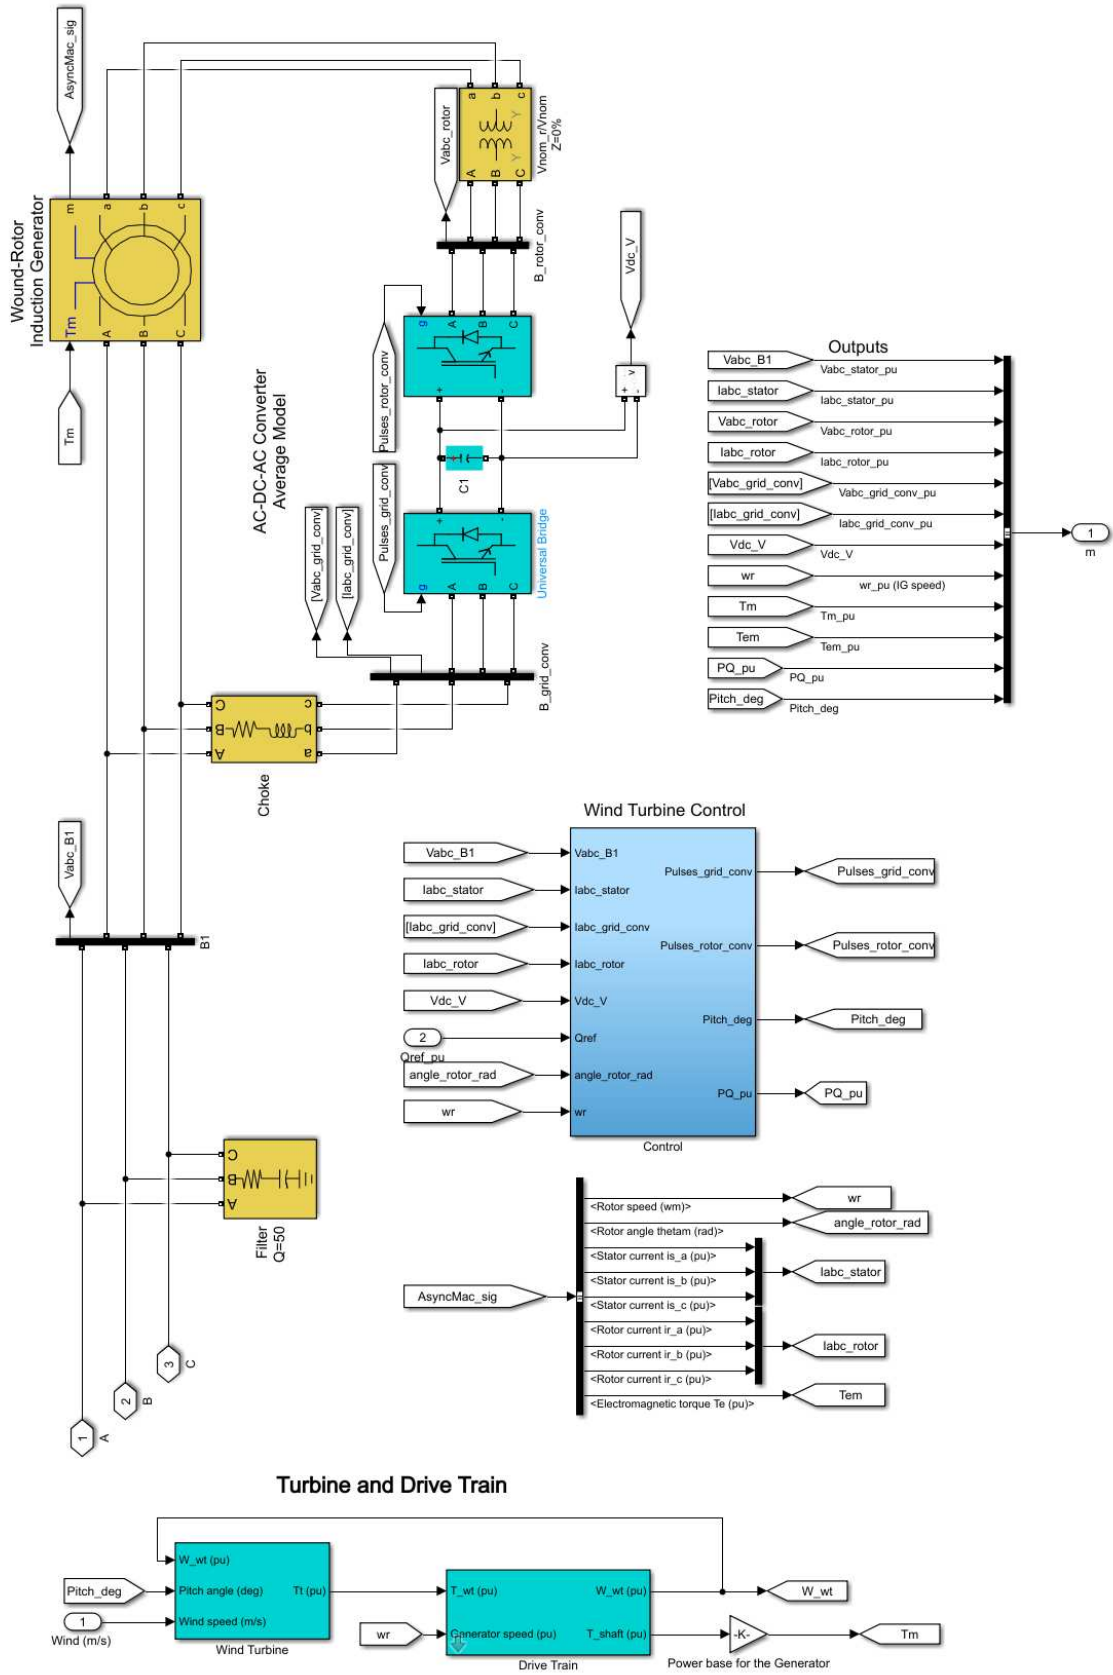 AsyncMac_sig
Wound-Rotor
Induction Generator
m
a
b
c
Tm
A
B
C
Tm
a
b
c
A
B
C
Y
Y
Vnom_r/Vnom
Z=0%
Vabc_rotor
B_rotor_conv
Vdc_V
v
+
-
AC-DC-AC Converter
Average Model
Pulses_rotor_conv
g
A
B
C
+
-
C1
+
Pulses_grid_conv
[Vabc_grid_conv]
[Iabc_grid_conv]
+
-
g
A
B
C
Universal Bridge
B_grid_conv
C
B
A
c
b
a
Choke
Vabc_B1
B1
C
B
A
Filter
Q=50
3
C
2
B
1
A
Outputs
Vabc_B1
Vabc_stator_pu
Iabc_stator
Iabc_stator_pu
Vabc_rotor
Vabc_rotor_pu
Iabc_rotor
Iabc_rotor_pu
[Vabc_grid_conv]
Vabc_grid_conv_pu
[Iabc_grid_conv]
Iabc_grid_conv_pu
Vdc_V
Vdc_V
wr
wr_pu (IG speed)
Tm
Tm_pu
Tem
Tem_pu
PQ_pu
PQ_pu
Pitch_deg
Pitch_deg
1
m
Wind Turbine Control
Vabc_B1
Iabc_stator
[Iabc_grid_conv]
Iabc_rotor
Vdc_V
2
Qref_pu
angle_rotor_rad
wr
Vabc_B1
Iabc_stator
Iabc_grid_conv
Iabc_rotor
Vdc_V
Qref
angle_rotor_rad
wr
Pulses_grid_conv
Pulses_rotor_conv
Pitch_deg
PQ_pu
Pulses_grid_conv
Pulses_rotor_conv
Pitch_deg
PQ_pu
Control
AsyncMac_sig
<Rotor speed (wm)>
<Rotor angle thetam (rad)>
<Stator current is_a (pu)>
<Stator current is_b (pu)>
<Stator current is_c (pu)>
<Rotor current ir_a (pu)>
<Rotor current ir_b (pu)>
<Rotor current ir_c (pu)>
<Electromagnetic torque Te (pu)>
wr
angle_rotor_rad
Iabc_stator
Iabc_rotor
Tem
Turbine and Drive Train
Pitch_deg
1
Wind (m/s)
W_wt (pu)
Pitch angle (deg)
Wind speed (m/s)
Tt (pu)
Wind Turbine
wr
T_wt (pu)
Generator speed (pu)
W_wt (pu)
T_shaft (pu)
Drive Train
-K-
Power base for the Generator
W_wt
Tm